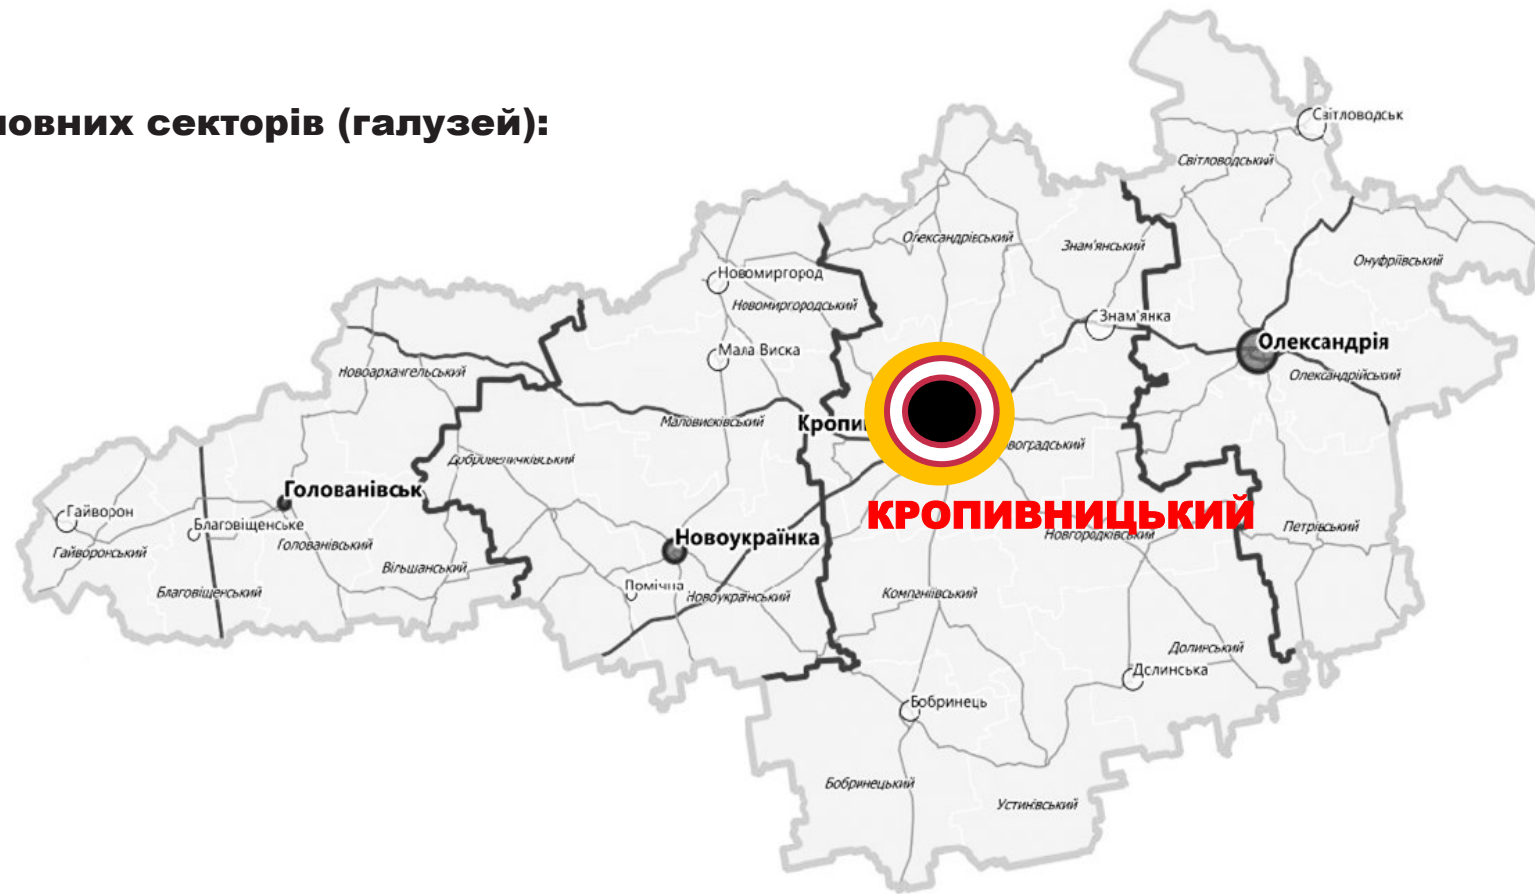 новних секторів (галузей):
Світловодськ
Світловодський
Олександрівський
Знам'янський
Онуфріївський
Новомиргород
Новомиргородський
Знам'янка
Олександрія
Мала Виска
Новоархангельський
Олександрійський
Маловисківський
Кропи
воградський
Добровеличківський
Голованівськ
Гайворон
Благовіщенське
КРОПИВНИЦЬКИЙ
Новоукраїнка
Новгородківський
Петрівський
Гайворонський
Голованівський
Вільшанський
Благовіщенський
Помічна
Новоукраїнський
Компаніївський
Долинський
Долинська
Бобринець
Бобринецький
Устинівський